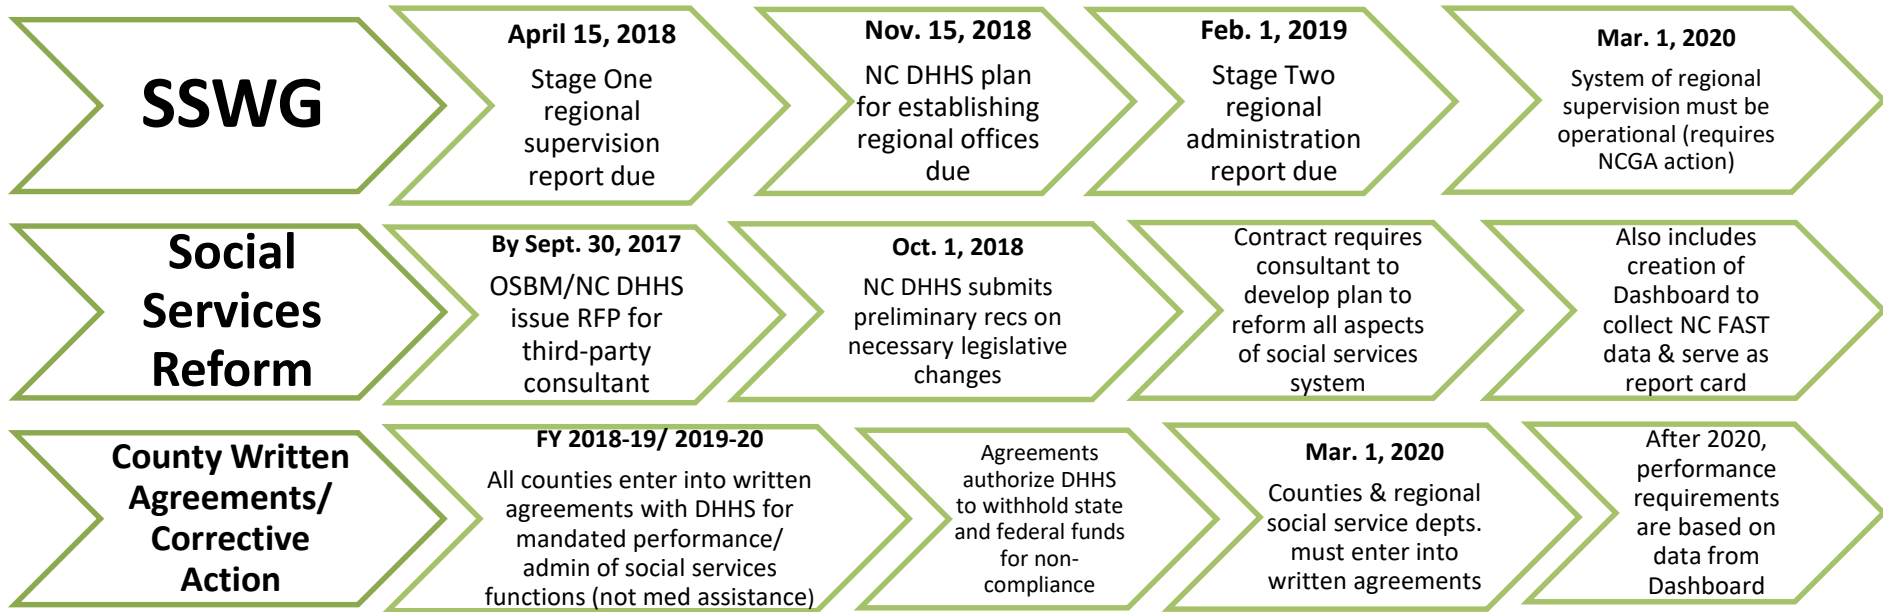 SSWG
April 15, 2018
Stage One
regional
supervision
report due
Nov. 15, 2018
NC DHHS plan
for establishing
regional offices
due
Feb. 1, 2019
Stage Two
regional
administration
report due
Mar. 1, 2020
System of regional
supervision must be
operational (requires
NCGA action)
Social
Services
Reform
By Sept. 30, 2017
OSBM/NC DHHS
issue RFP for
third-party
consultant
Oct. 1, 2018
NC DHHS submits
preliminary recs on
necessary legislative
changes
Contract requires
consultant to
develop plan to
reform all aspects
of social services
system
Also includes
creation of
Dashboard to
collect NC FAST
data & serve as
report card
County Written
Agreements/
Corrective
Action
FY 2018-19/ 2019-20
All counties enter into written
agreements with DHHS for
mandated performance/
admin of social services
functions (not med assistance)
Agreements
authorize DHHS
to withhold state
and federal funds
for non-
compliance
Mar. 1, 2020
Counties & regional
social service depts.
must enter into
written agreements
After 2020,
performance
requirements
are based on
data from
Dashboard